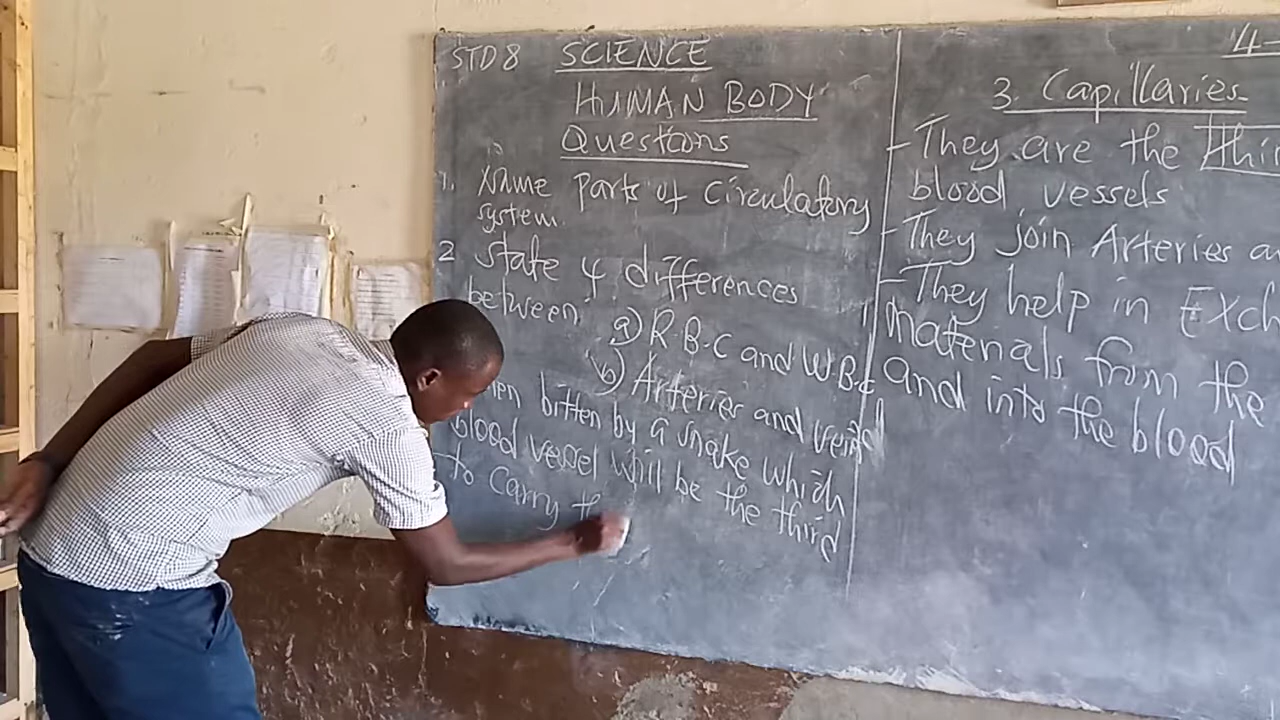 STD 8 SCIENCE
HUMAN BODY
Questions
1. Name parts of circulatory
system.
2 State 4 differences
between a) R.B.C and W.B.C
b) Arteries and veins
bitten by a snake which
blood vessel will be the third
to carry
4
3. Capillaries
- They are the
blood vessels
- They join Arteries
- They help in
materials from the
and into the blood